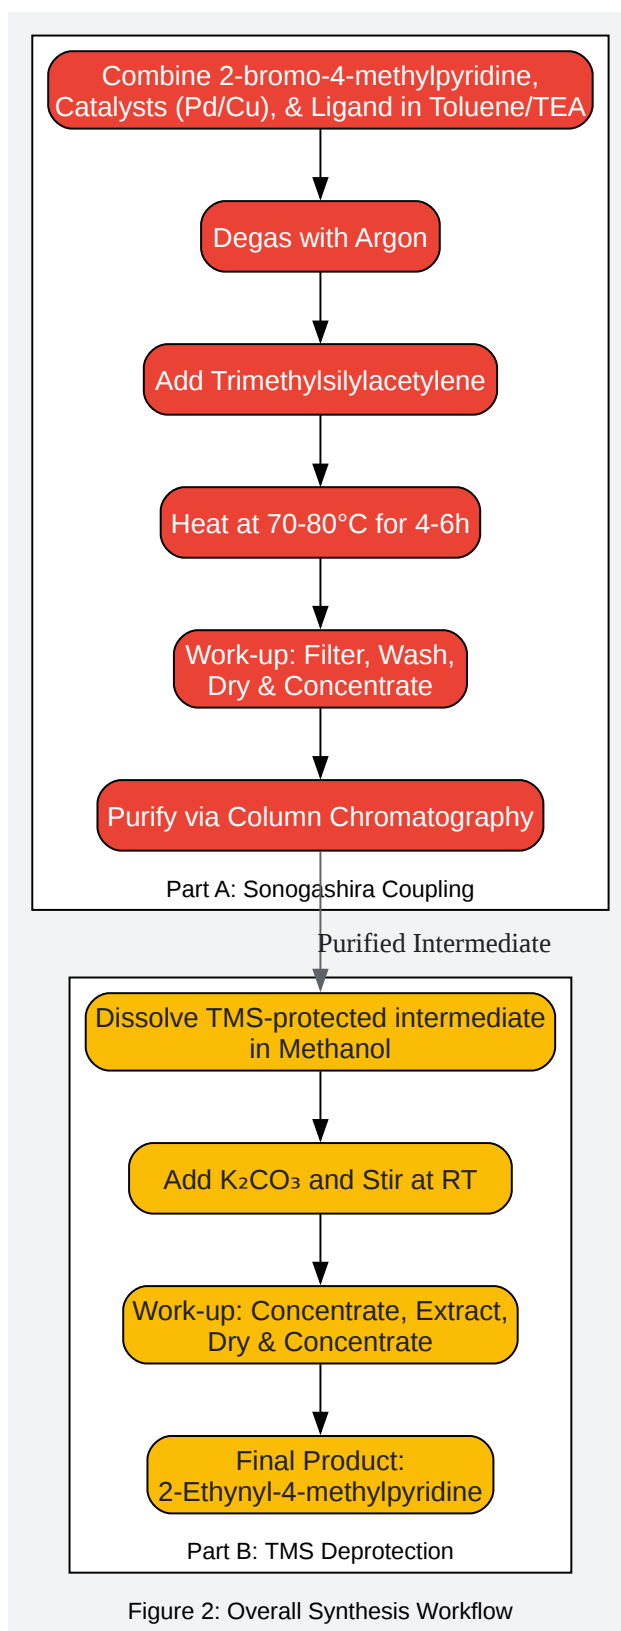 Combine 2-bromo-4-methylpyridine,
Catalysts (Pd/Cu), & Ligand in Toluene/TEA
Degas with Argon
Add Trimethylsilylacetylene
Heat at 70-80°C for 4-6h
Work-up: Filter, Wash,
Dry & Concentrate
Purify via Column Chromatography
Part A: Sonogashira Coupling
Purified Intermediate
Dissolve TMS-protected intermediate
in Methanol
Add K₂CO₃ and Stir at RT
Work-up: Concentrate, Extract,
Dry & Concentrate
Final Product:
2-Ethynyl-4-methylpyridine
Part B: TMS Deprotection
Figure 2: Overall Synthesis Workflow